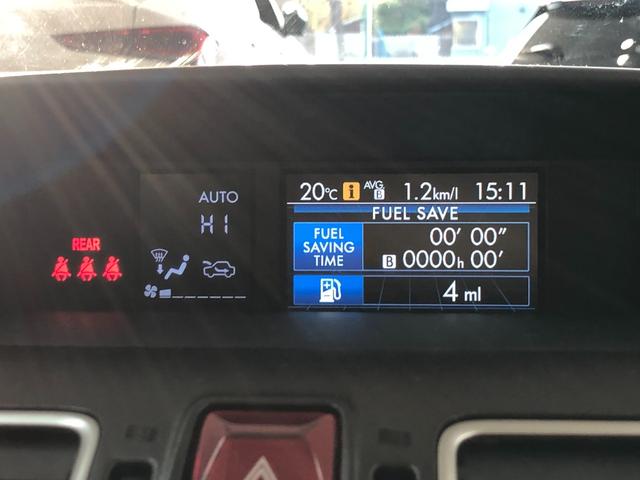 REAR
AUTO
HI
20°C i AVG B 1.2km/l 15:11
FUEL SAVE
FUEL
SAVING
TIME
00' 00"
B 0000h 00'
4 ml